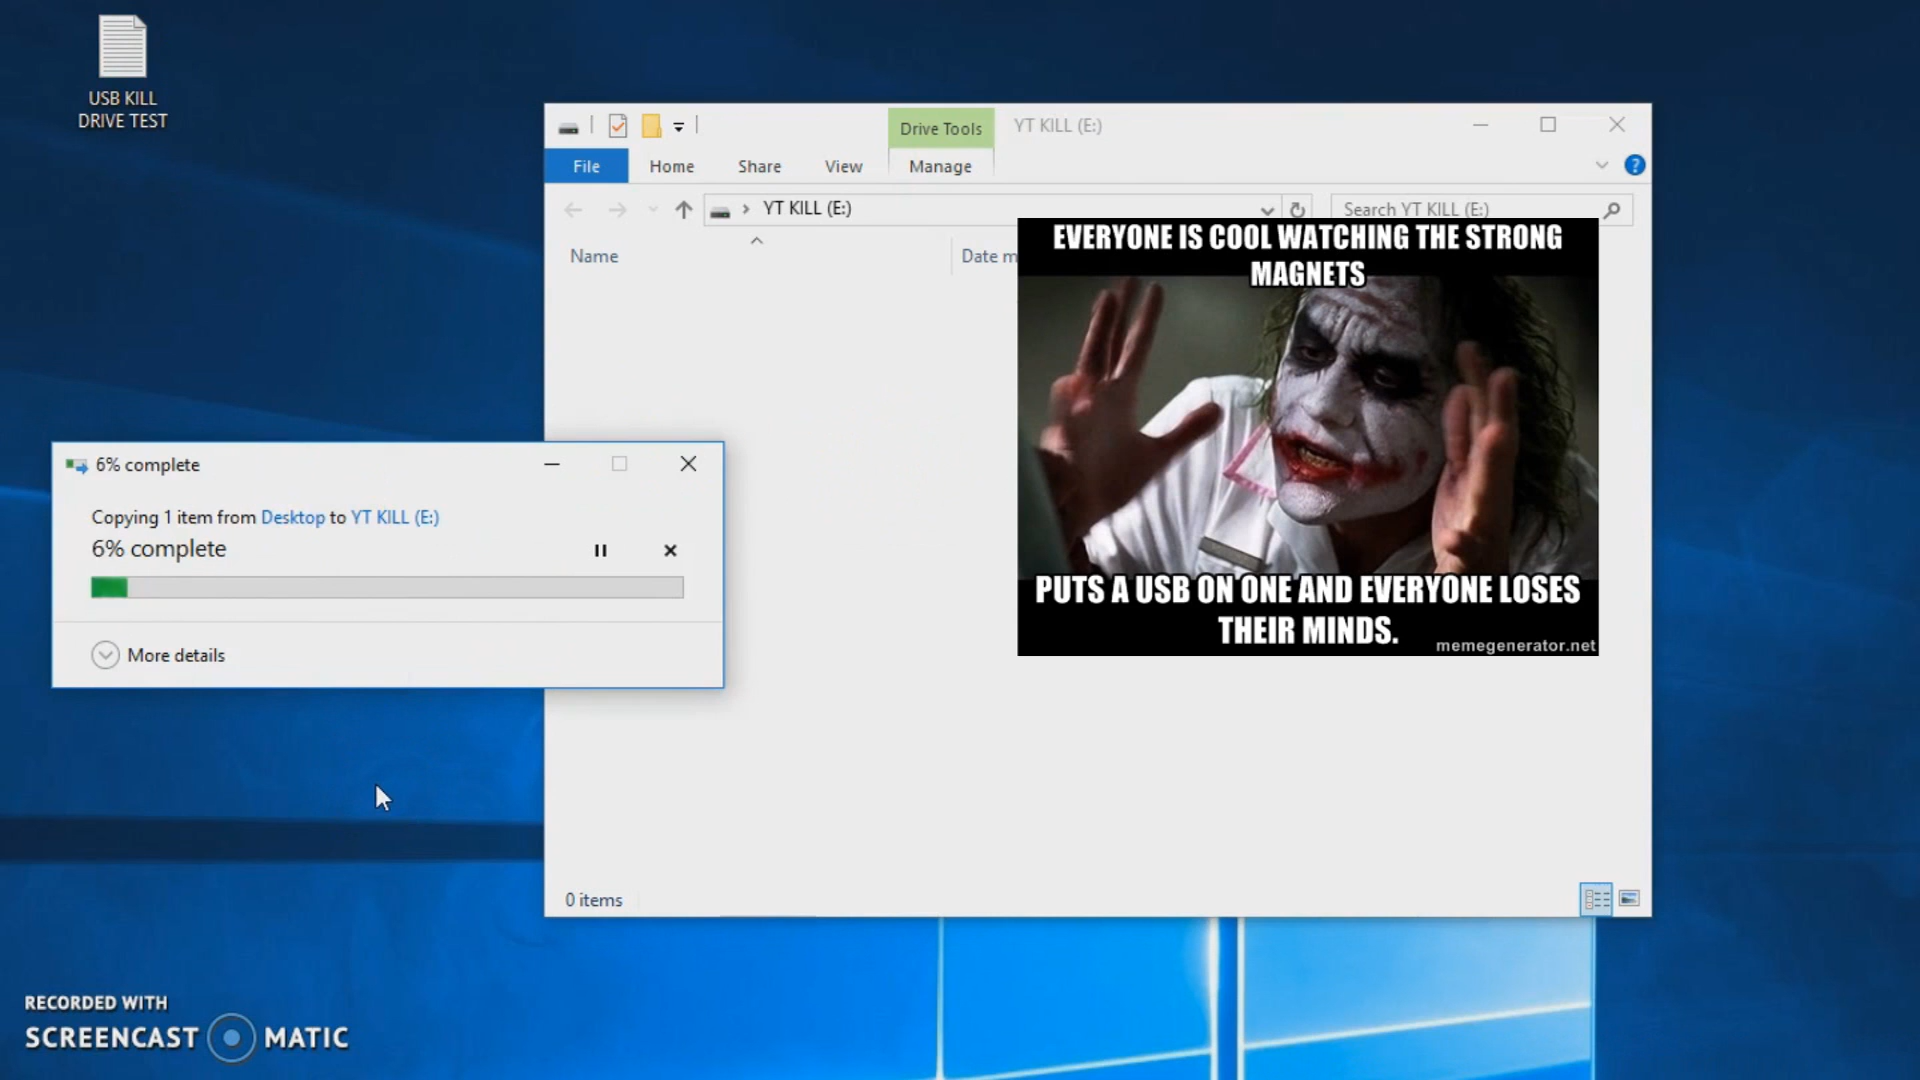 USB KILL
DRIVE TEST
Drive Tools
YT KILL (E:)
File
Home
Share
View
Manage
YT KILL (E:)
Search YT KILL (E:)
Name
Date m
EVERYONE IS COOL WATCHING THE STRONG
MAGNETS
PUTS A USB ON ONE AND EVERYONE LOSES
THEIR MINDS.
memegenerator.net
6% complete
Copying 1 item from Desktop to YT KILL (E:)
6% complete
More details
0 items
RECORDED WITH
SCREENCAST MATIC